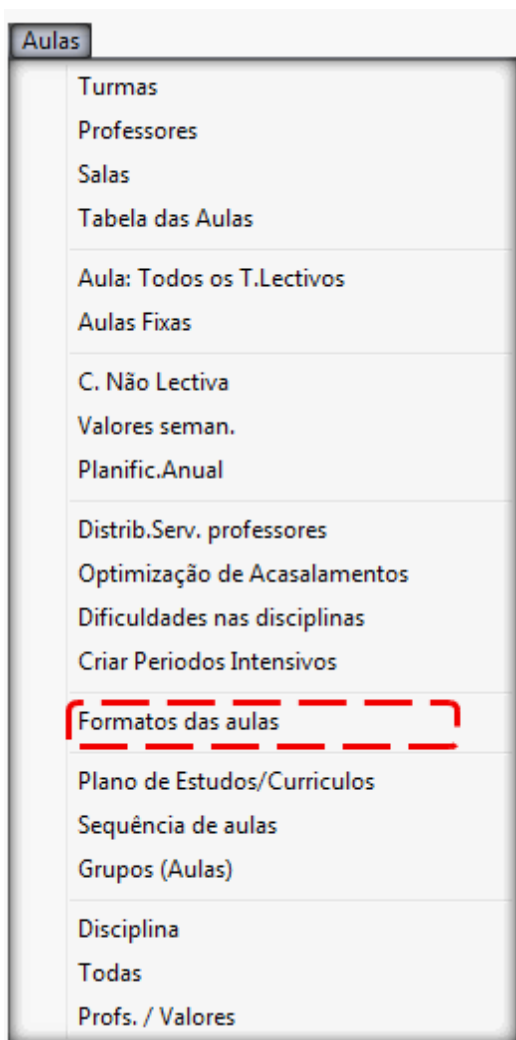 Aulas
Turmas
Professores
Salas
Tabela das Aulas
Aula: Todos os T.Lectivos
Aulas Fixas
C. Não Lectiva
Valores seman.
Planific.Anual
Distrib.Serv. professores
Optimização de Acasalamentos
Dificuldades nas disciplinas
Criar Periodos Intensivos
Formatos das aulas
Plano de Estudos/Curriculos
Sequência de aulas
Grupos (Aulas)
Disciplina
Todas
Profs. / Valores